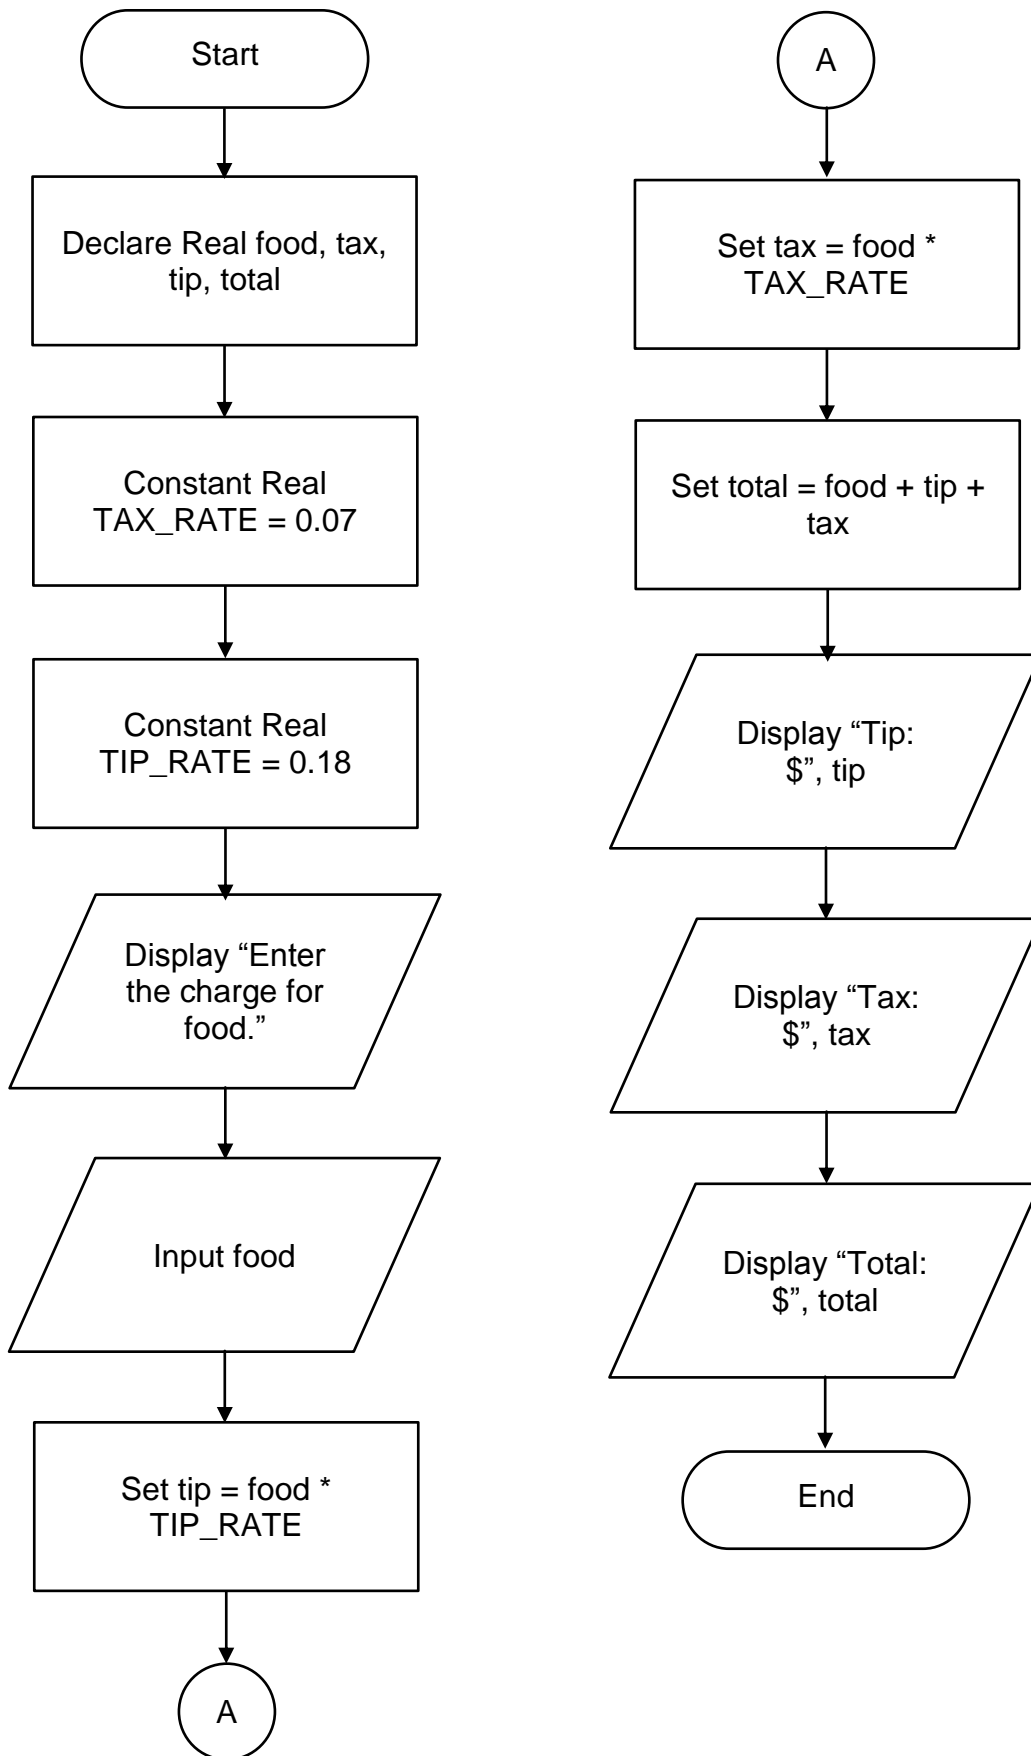 Start
Declare Real food, tax,
tip, total
Constant Real
TAX_RATE = 0.07
Constant Real
TIP_RATE = 0.18
Display “Enter
the charge for
food.”
Input food
Set tip = food *
TIP_RATE
A
A
Set tax = food *
TAX_RATE
Set total = food + tip +
tax
Display “Tip:
$”, tip
Display “Tax:
$”, tax
Display “Total:
$”, total
End